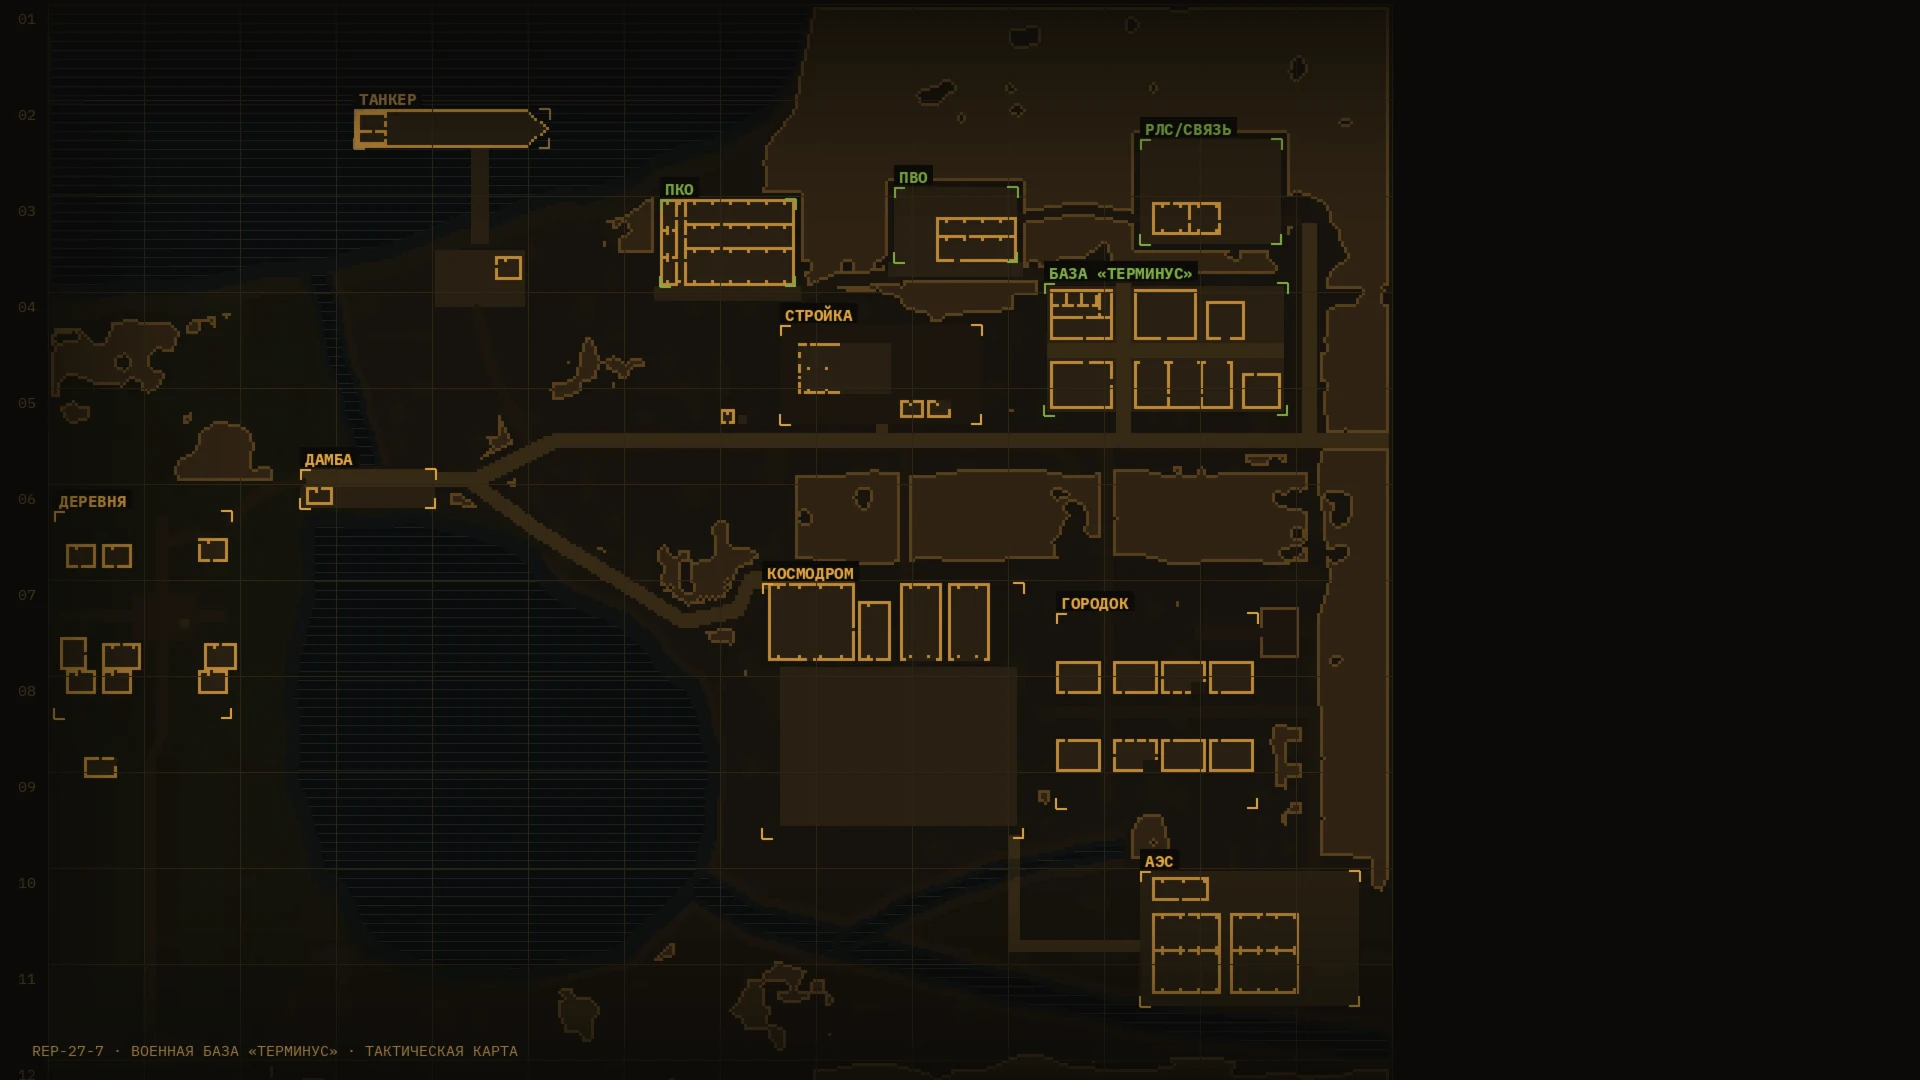 01
02
ТАНКЕР
РЛС/СВЯЗЬ
ПВО
ПКО
03
БАЗА «ТЕРМИНУС»
04
СТРОЙКА
05
ДАМБА
06
ДЕРЕВНЯ
КОСМОДРОМ
07
ГОРОДОК
08
09
АЭС
10
11
REP-27-7 · ВОЕННАЯ БАЗА «ТЕРМИНУС» · ТАКТИЧЕСКАЯ КАРТА
12